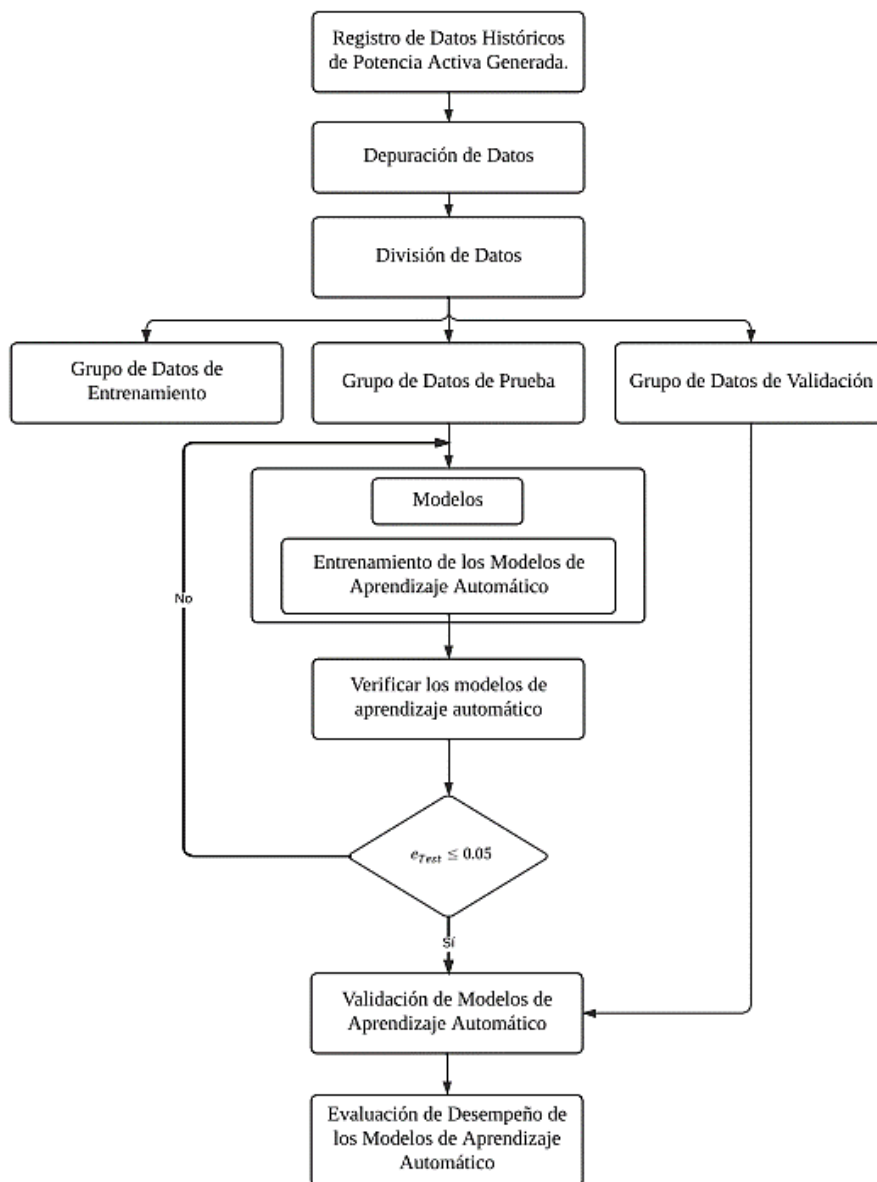 Registro de Datos Históricos
de Potencia Activa Generada.
Depuración de Datos
División de Datos
Grupo de Datos de
Entrenamiento
Grupo de Datos de Prueba
Grupo de Datos de Validación
Modelos
Entrenamiento de los Modelos de
Aprendizaje Automático
No
Verificar los modelos de
aprendizaje automático
e_{Test} ≤ 0.05
Sí
Validación de Modelos de
Aprendizaje Automático
Evaluación de Desempeño de
los Modelos de Aprendizaje
Automático